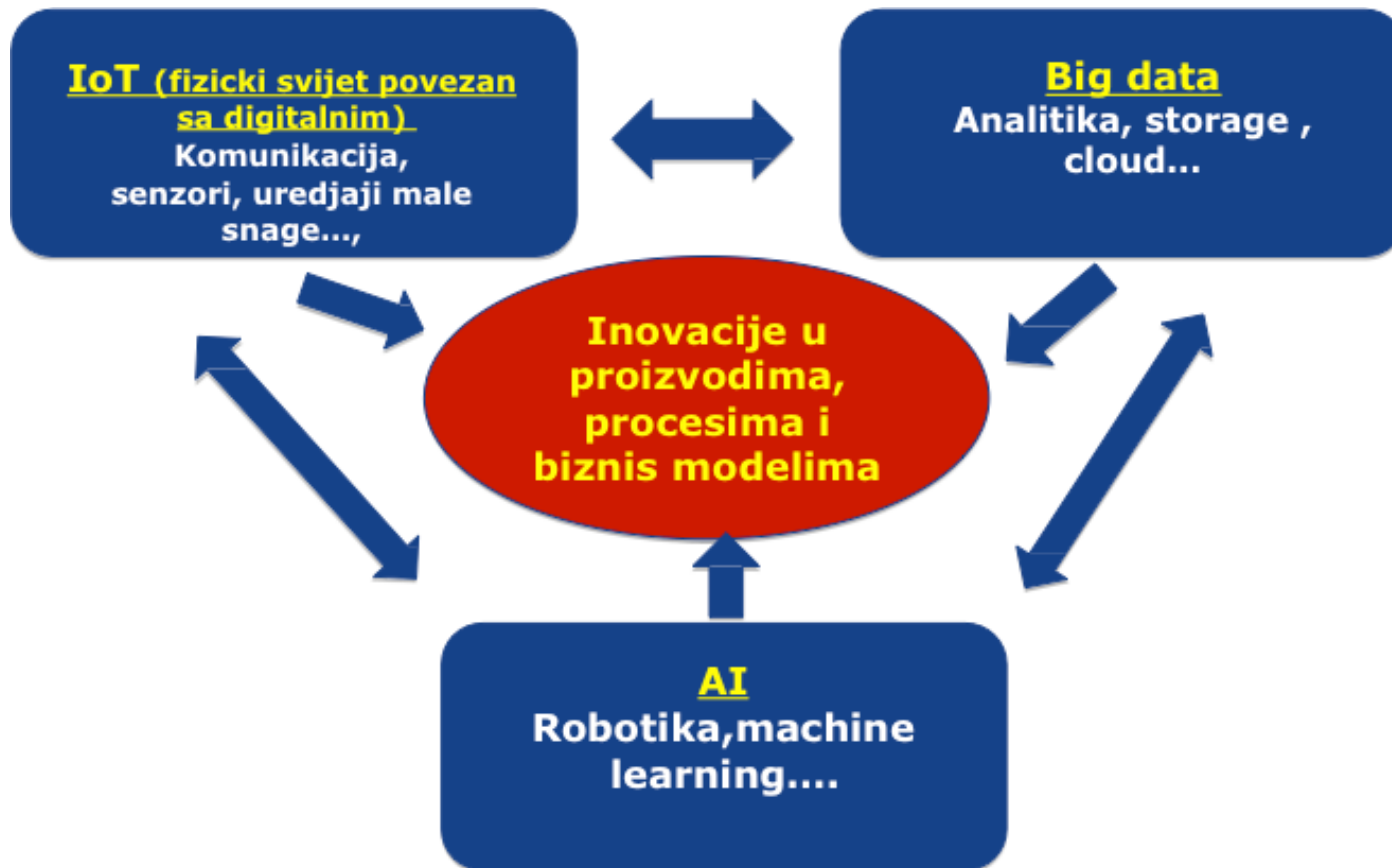 IoT (fizicki svijet povezan
sa digitalnim)
Komunikacija,
senzori, uredjaji male
snage...,
Big data
Analitika, storage ,
cloud...
Inovacije u
proizvodima,
procesima i
biznis modelima
AI
Robotika,machine
learning....